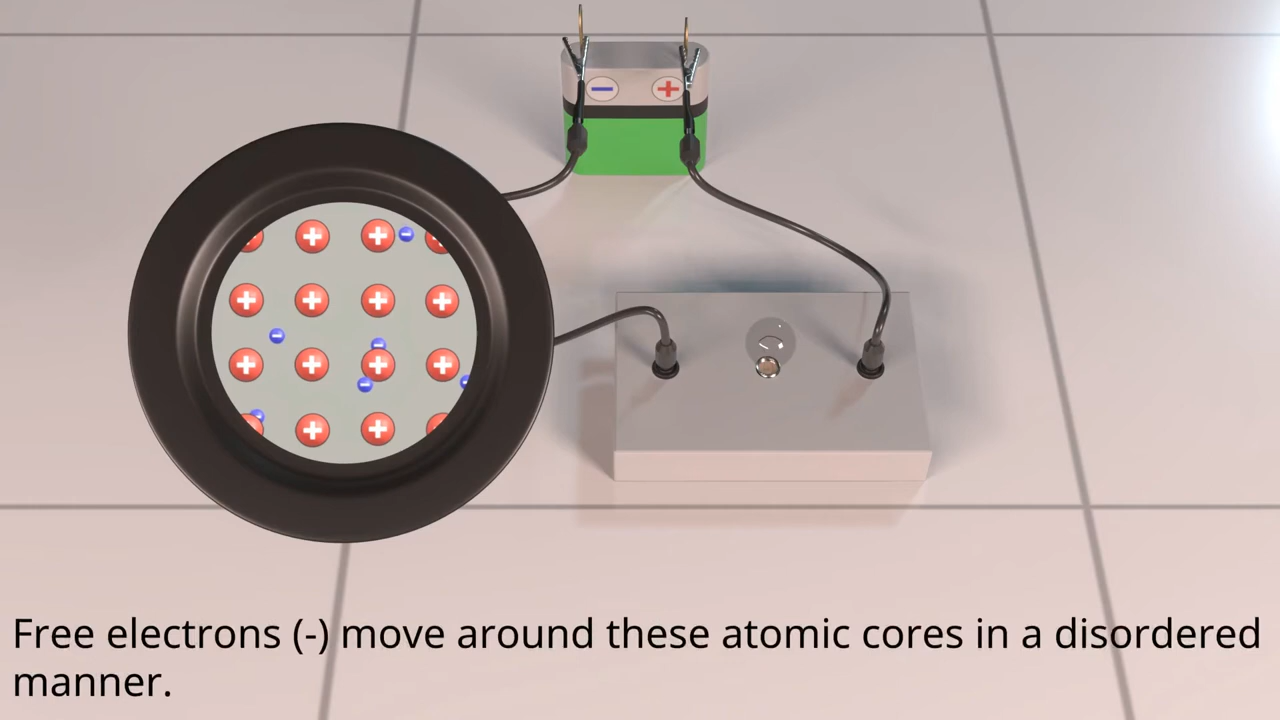 Free electrons (-) move around these atomic cores in a disordered
manner.